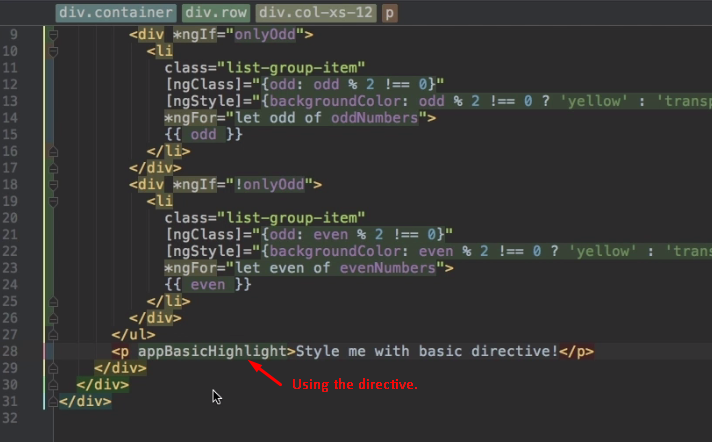 div.container div.row div.col-xs-12 p
9 <div *ngIf="onlyOdd">
10 <li
11 class="list-group-item"
12 [ngClass]="{odd: odd % 2 !== 0}"
13 [ngStyle]="{backgroundColor: odd % 2 !== 0 ? 'yellow' : 'transp
14 *ngFor="let odd of oddNumbers">
15 {{ odd }}
16 </li>
17 </div>
18 <div *ngIf="!onlyOdd">
19 <li
20 class="list-group-item"
21 [ngClass]="{odd: even % 2 !== 0}"
22 [ngStyle]="{backgroundColor: even % 2 !== 0 ? 'yellow' : 'trans
23 *ngFor="let even of evenNumbers">
24 {{ even }}
25 </li>
26 </div>
27 </ul>
28 <p appBasicHighlight>Style me with basic directive!</p>
29 </div>
30 </div>
Using the directive.
31 </div>
32